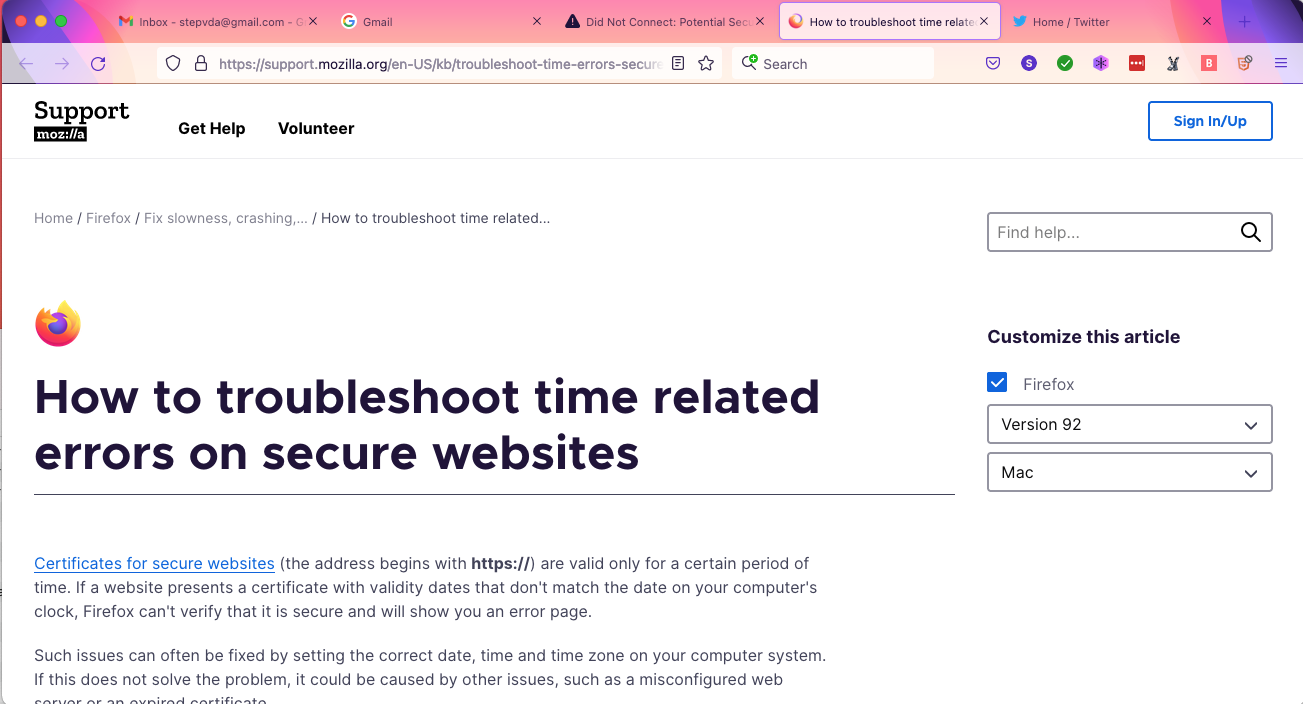 Inbox - stepvda@gmail.com - G
Gmail
Did Not Connect: Potential Secu
How to troubleshoot time relate
Home / Twitter
https://support.mozilla.org/en-US/kb/troubleshoot-time-errors-secure
Search
S
B
Support
moz://a
Get Help
Volunteer
Sign In/Up
Home / Firefox / Fix slowness, crashing,... / How to troubleshoot time related...
Find help...
How to troubleshoot time related
errors on secure websites
Customize this article
Firefox
Version 92
Mac
Certificates for secure websites (the address begins with https://) are valid only for a certain period of
time. If a website presents a certificate with validity dates that don't match the date on your computer's
clock, Firefox can't verify that it is secure and will show you an error page.
Such issues can often be fixed by setting the correct date, time and time zone on your computer system.
If this does not solve the problem, it could be caused by other issues, such as a misconfigured web
server or an expired certificate.